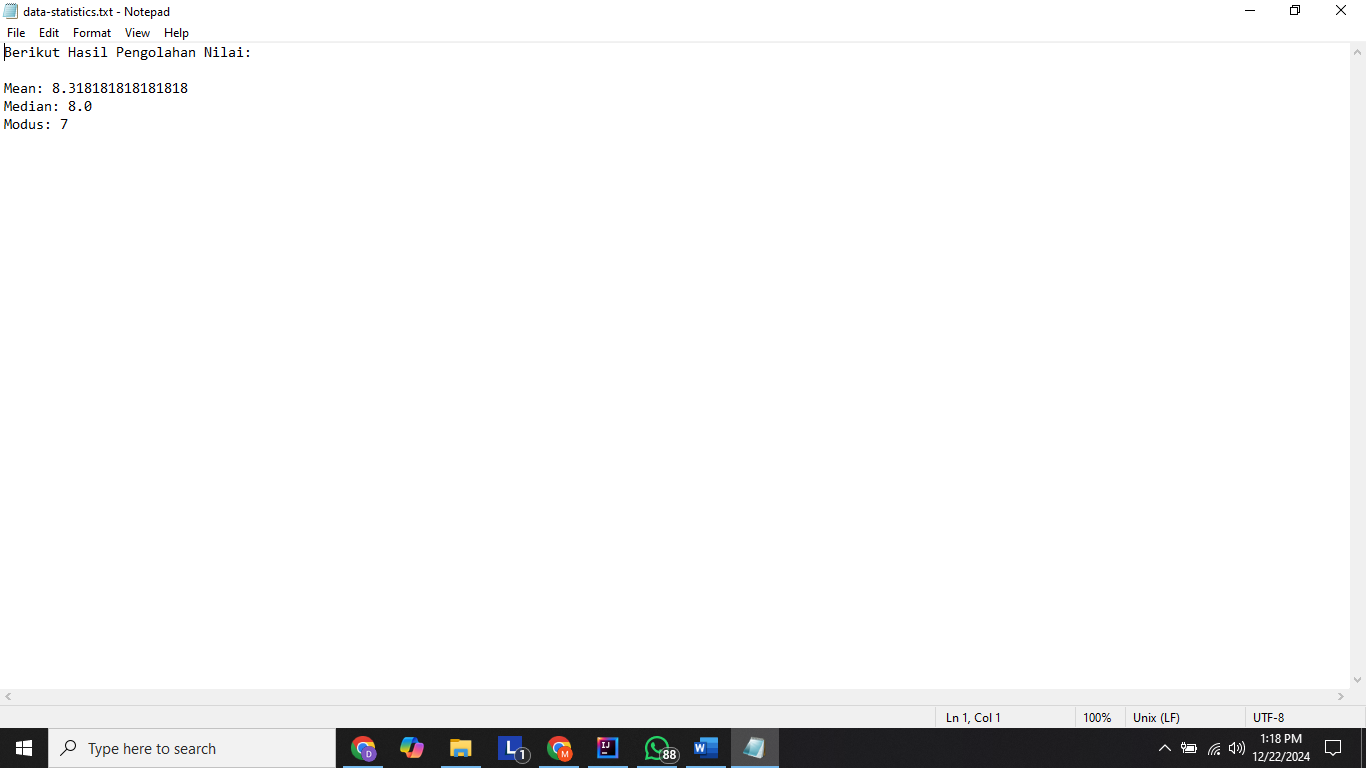 data-statistics.txt - Notepad
File Edit Format View Help
Berikut Hasil Pengolahan Nilai:
Mean: 8.318181818181818
Median: 8.0
Modus: 7
Ln 1, Col 1 100% Unix (LF) UTF-8
Type here to search
D
L
1
M
IJ
88
W
1:18 PM
12/22/2024